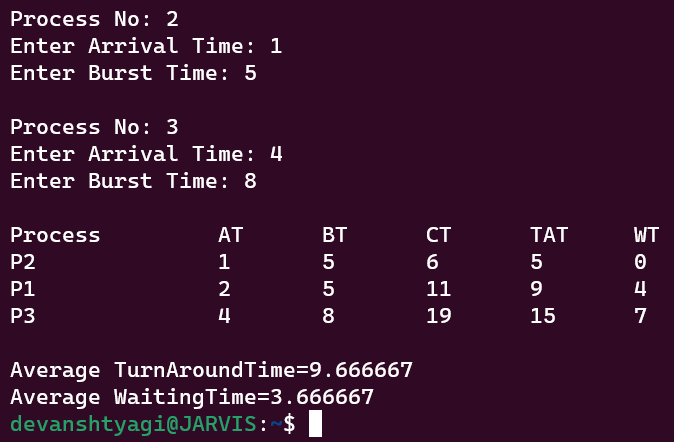 Process No: 2
Enter Arrival Time: 1
Enter Burst Time: 5
Process No: 3
Enter Arrival Time: 4
Enter Burst Time: 8
Process AT BT CT TAT WT
P2 1 5 6 5 0
P1 2 5 11 9 4
P3 4 8 19 15 7
Average TurnAroundTime=9.666667
Average WaitingTime=3.666667
devanshtyagi@JARVIS:~$